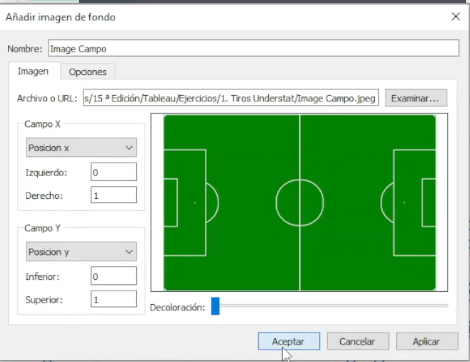 Añadir imagen de fondo
Nombre: Image Campo
Imagen Opciones
Archivo o URL: s/15 ª Edición/Tableau/Ejercicios/1. Tiros Understat/Image Campo.jpeg Examinar...
Campo X
Posicion x
Izquierdo: 0
Derecho: 1
Campo Y
Posicion y
Inferior: 0
Superior: 1
Decoloración:
Aceptar Cancelar Aplicar